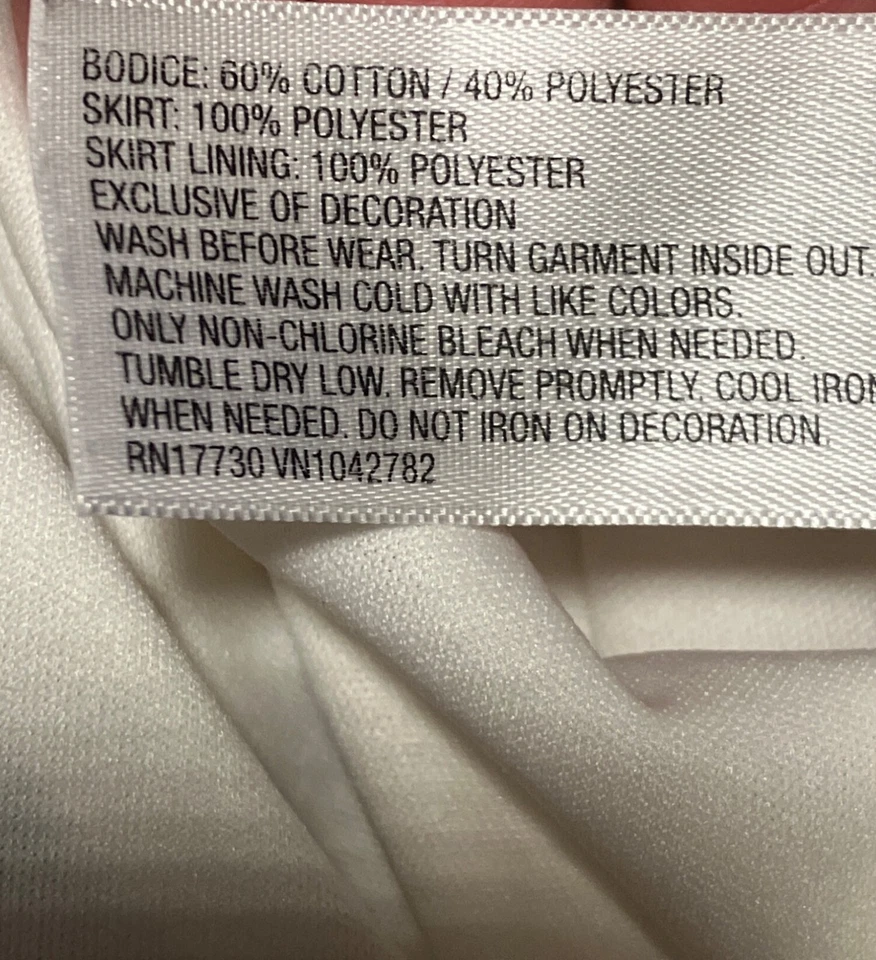 BODICE: 60% COTTON / 40% POLYESTER
SKIRT: 100% POLYESTER
SKIRT LINING: 100% POLYESTER
EXCLUSIVE OF DECORATION
WASH BEFORE WEAR. TURN GARMENT INSIDE OUT.
MACHINE WASH COLD WITH LIKE COLORS.
ONLY NON-CHLORINE BLEACH WHEN NEEDED.
TUMBLE DRY LOW. REMOVE PROMPTLY. COOL IRON
WHEN NEEDED. DO NOT IRON ON DECORATION.
RN17730 VN1042782